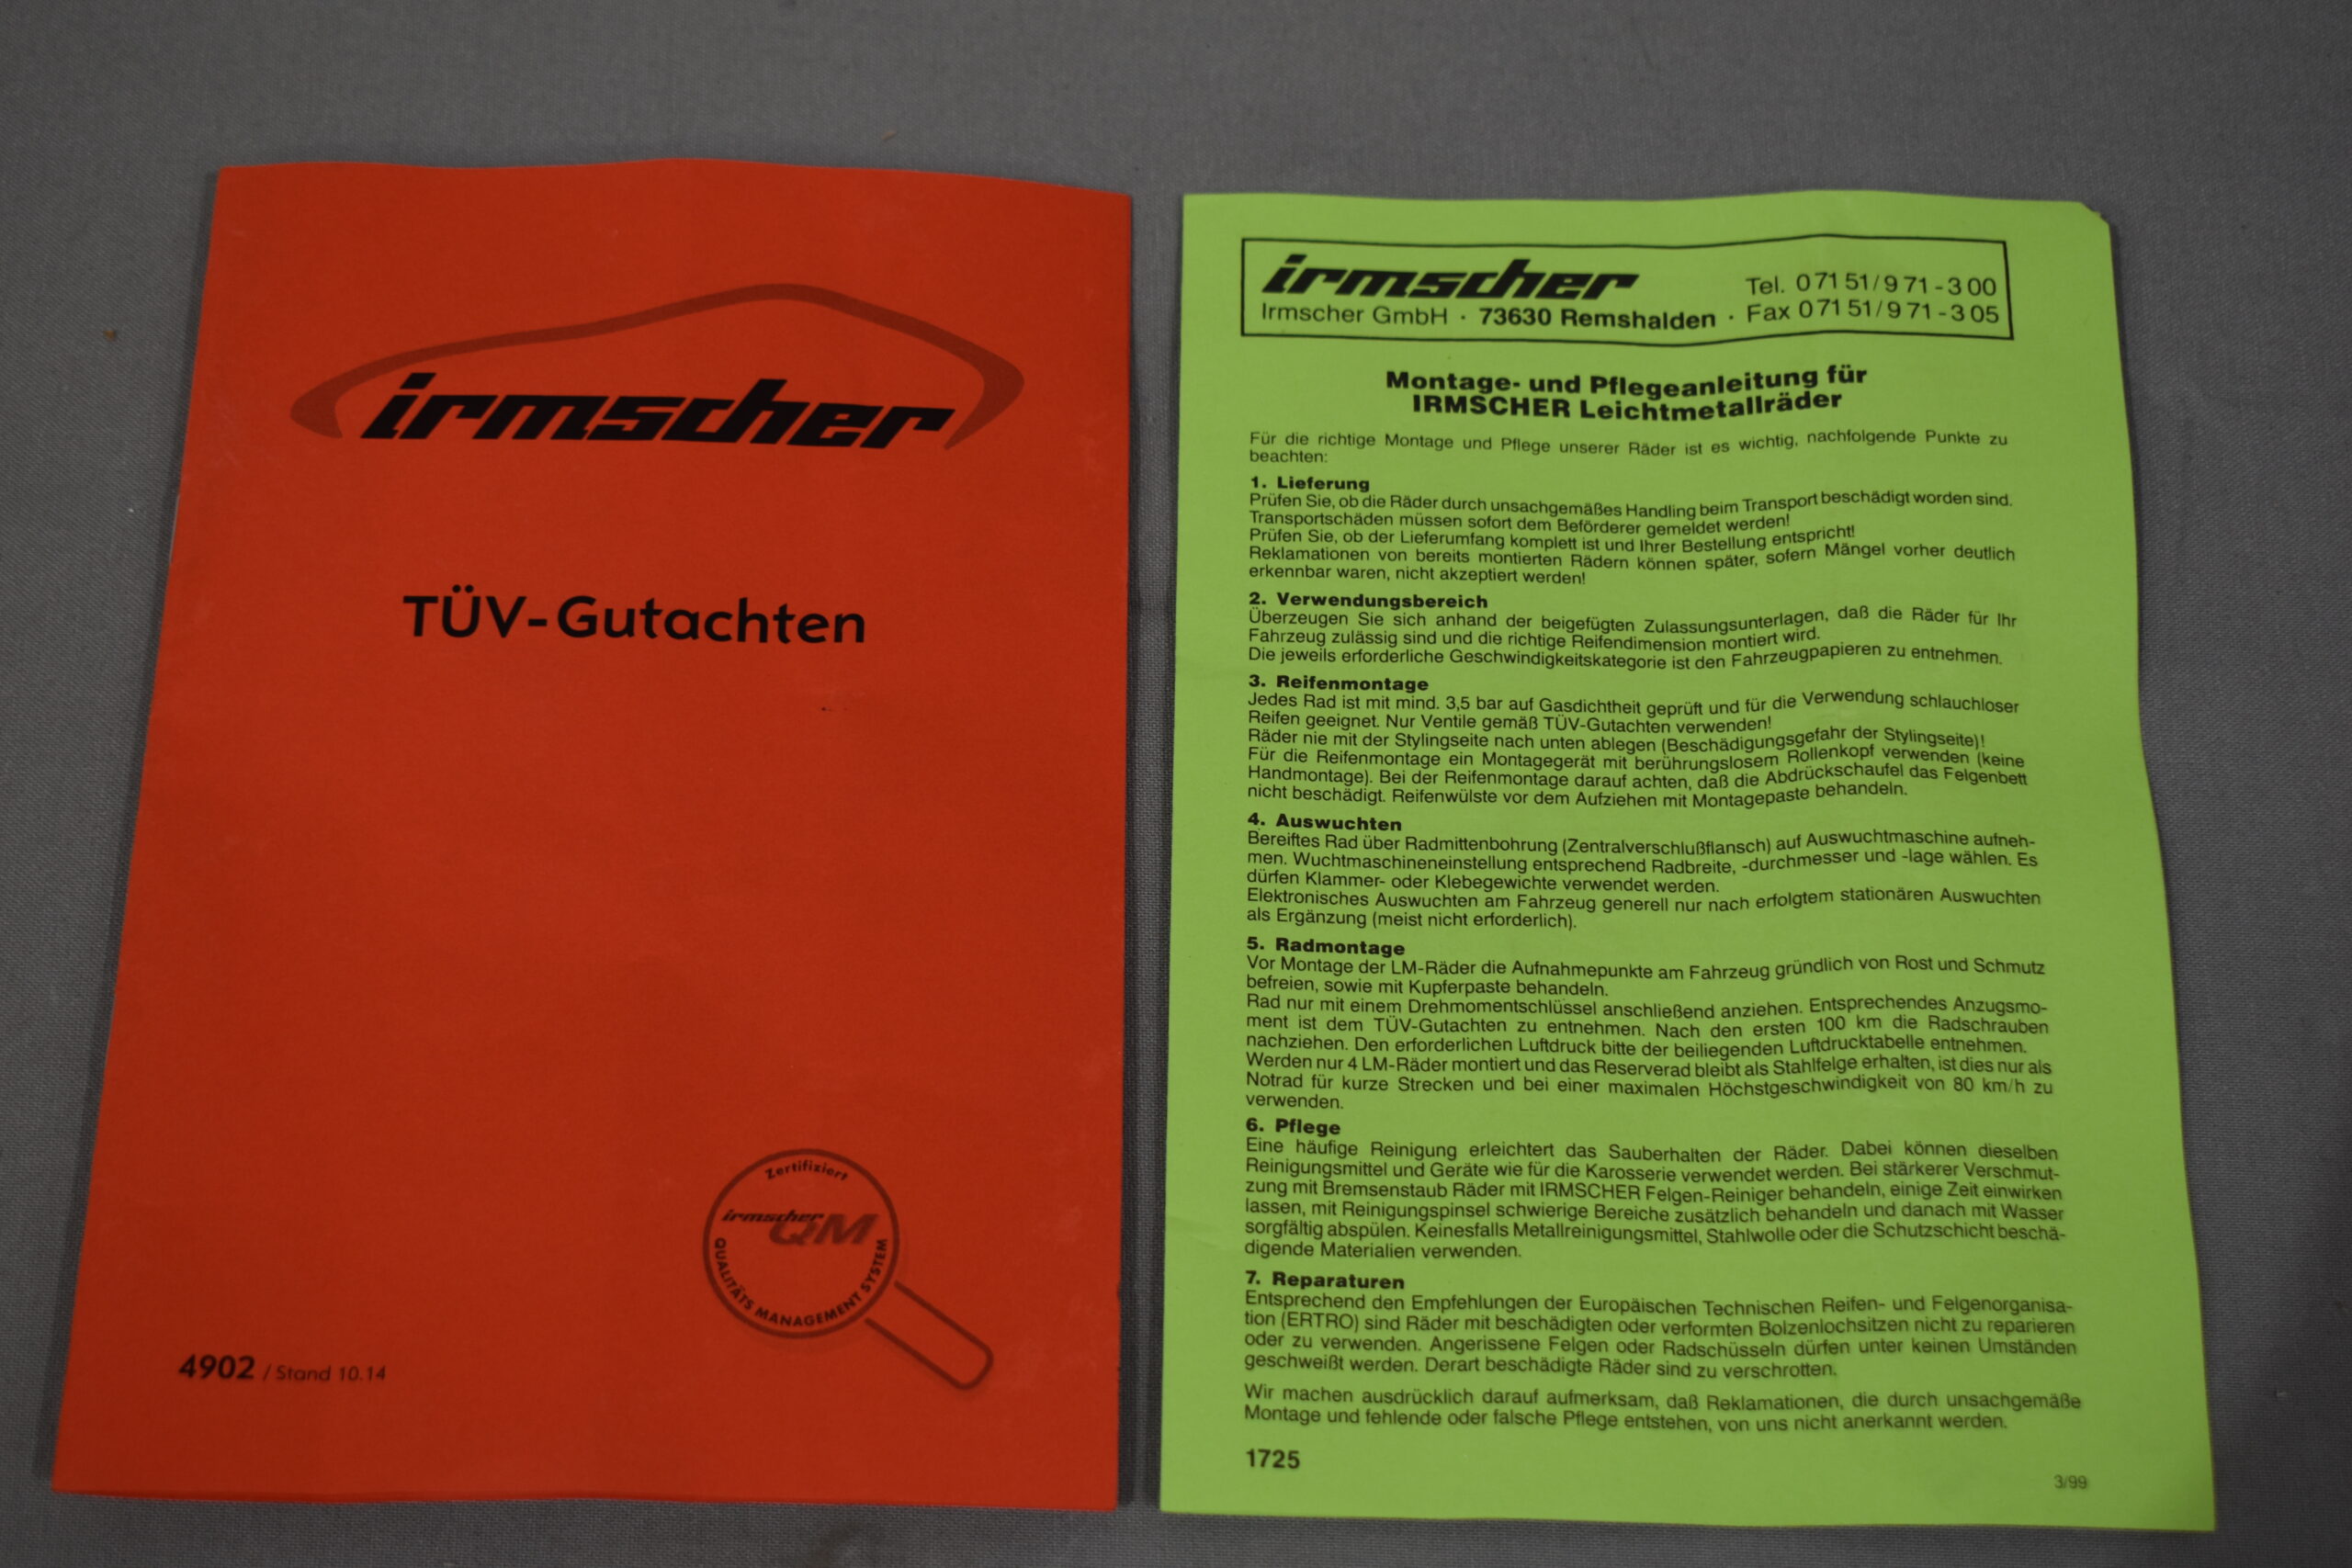 irmscher
TÜV-Gutachten
Zertifiziert
irmscher
QM
QUALITÄTS MANAGEMENT SYSTEM
4902 / Stand 10.14
irmscher
Tel. 0 71 51/9 71 - 3 00
Irmscher GmbH · 73630 Remshalden · Fax 0 71 51/9 71 - 3 05
Montage- und Pflegeanleitung für
IRMSCHER Leichtmetallräder
Für die richtige Montage und Pflege unserer Räder ist es wichtig, nachfolgende Punkte zu
beachten:
1. Lieferung
Prüfen Sie, ob die Räder durch unsachgemäßes Handling beim Transport beschädigt worden sind.
Transportschäden müssen sofort dem Beförderer gemeldet werden!
Prüfen Sie, ob der Lieferumfang komplett ist und Ihrer Bestellung entspricht!
Reklamationen von bereits montierten Rädern können später, sofern Mängel vorher deutlich
erkennbar waren, nicht akzeptiert werden!
2. Verwendungsbereich
Überzeugen Sie sich anhand der beigefügten Zulassungsunterlagen, daß die Räder für Ihr
Fahrzeug zulässig sind und die richtige Reifendimension montiert wird.
Die jeweils erforderliche Geschwindigkeitskategorie ist den Fahrzeugpapieren zu entnehmen.
3. Reifenmontage
Jedes Rad ist mit mind. 3,5 bar auf Gasdichtheit geprüft und für die Verwendung schlauchloser
Reifen geeignet. Nur Ventile gemäß TÜV-Gutachten verwenden!
Räder nie mit der Stylingseite nach unten ablegen (Beschädigungsgefahr der Stylingseite)!
Für die Reifenmontage ein Montagegerät mit berührungslosem Rollenkopf verwenden (keine
Handmontage). Bei der Reifenmontage darauf achten, daß die Abdrückschaufel das Felgenbett
nicht beschädigt. Reifenwülste vor dem Aufziehen mit Montagepaste behandeln.
4. Auswuchten
Bereiftes Rad über Radmittenbohrung (Zentralverschlußflansch) auf Auswuchtmaschine aufneh-
men. Wuchtmaschineneinstellung entsprechend Radbreite, -durchmesser und -lage wählen. Es
dürfen Klammer- oder Klebegewichte verwendet werden.
Elektronisches Auswuchten am Fahrzeug generell nur nach erfolgtem stationären Auswuchten
als Ergänzung (meist nicht erforderlich).
5. Radmontage
Vor Montage der LM-Räder die Aufnahmepunkte am Fahrzeug gründlich von Rost und Schmutz
befreien, sowie mit Kupferpaste behandeln.
Rad nur mit einem Drehmomentschlüssel anschließend anziehen. Entsprechendes Anzugsmo-
ment ist dem TÜV-Gutachten zu entnehmen. Nach den ersten 100 km die Radschrauben
nachziehen. Den erforderlichen Luftdruck bitte der beiliegenden Luftdrucktabelle entnehmen.
Werden nur 4 LM-Räder montiert und das Reserverad bleibt als Stahlfelge erhalten, ist dies nur als
Notrad für kurze Strecken und bei einer maximalen Höchstgeschwindigkeit von 80 km/h zu
verwenden.
6. Pflege
Eine häufige Reinigung erleichtert das Sauberhalten der Räder. Dabei können dieselben
Reinigungsmittel und Geräte wie für die Karosserie verwendet werden. Bei stärkerer Verschmut-
zung mit Bremsenstaub Räder mit IRMSCHER Felgen-Reiniger behandeln, einige Zeit einwirken
lassen, mit Reinigungspinsel schwierige Bereiche zusätzlich behandeln und danach mit Wasser
sorgfältig abspülen. Keinesfalls Metallreinigungsmittel, Stahlwolle oder die Schutzschicht beschä-
digende Materialien verwenden.
7. Reparaturen
Entsprechend den Empfehlungen der Europäischen Technischen Reifen- und Felgenorganisa-
tion (ERTRO) sind Räder mit beschädigten oder verformten Bolzenlochsitzen nicht zu reparieren
oder zu verwenden. Angerissene Felgen oder Radschüsseln dürfen unter keinen Umständen
geschweißt werden. Derart beschädigte Räder sind zu verschrotten.
Wir machen ausdrücklich darauf aufmerksam, daß Reklamationen, die durch unsachgemäße
Montage und fehlende oder falsche Pflege entstehen, von uns nicht anerkannt werden.
1725
3/99